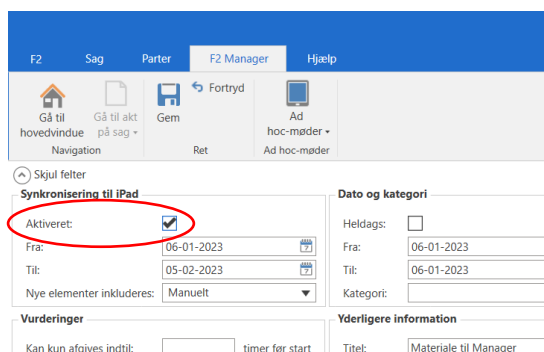 F2 Sag Parter F2 Manager Hjælp
Gå til hovedvindue
Gå til akt på sag
Navigation
Gem
Fortryd
Ret
Ad hoc-møder
Ad hoc-møder
Skjul felter
Synkronisering til iPad
Aktiveret:
Fra: 06-01-2023
Til: 05-02-2023
Nye elementer inkluderes: Manuelt
Dato og kategori
Heldags:
Fra: 06-01-2023
Til: 06-01-2023
Kategori:
Vurderinger
Kan kun afgives indtil: timer før start
Yderligere information
Titel: Materiale til Manager